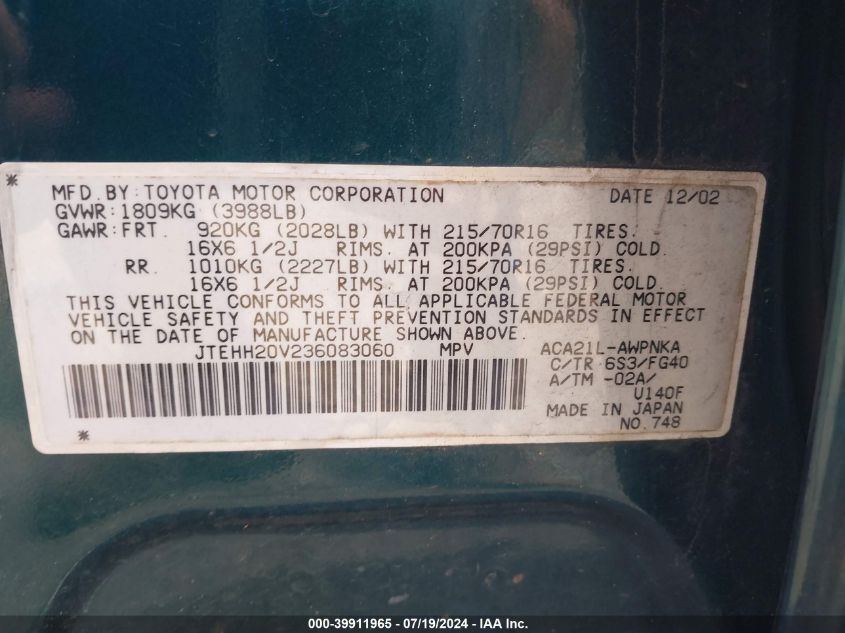 MFD. BY: TOYOTA MOTOR CORPORATION DATE 12/02
GVWR: 1809KG (3988LB)
GAWR: FRT. 920KG (2028LB) WITH 215/70R16 TIRES.
16X6 1/2J RIMS. AT 200KPA (29PSI) COLD.
RR. 1010KG (2227LB) WITH 215/70R16 TIRES.
16X6 1/2J RIMS. AT 200KPA (29PSI) COLD.
THIS VEHICLE CONFORMS TO ALL APPLICABLE FEDERAL MOTOR
VEHICLE SAFETY AND THEFT PREVENTION STANDARDS IN EFFECT
ON THE DATE OF MANUFACTURE SHOWN ABOVE.
JTEHH20V236083060 MPV ACA21L-AWPNKA
C/TR 6S3/FG40
A/TM -02A/
U140F
MADE IN JAPAN
NO. 748
000-39911965 - 07/19/2024 - IAA Inc.